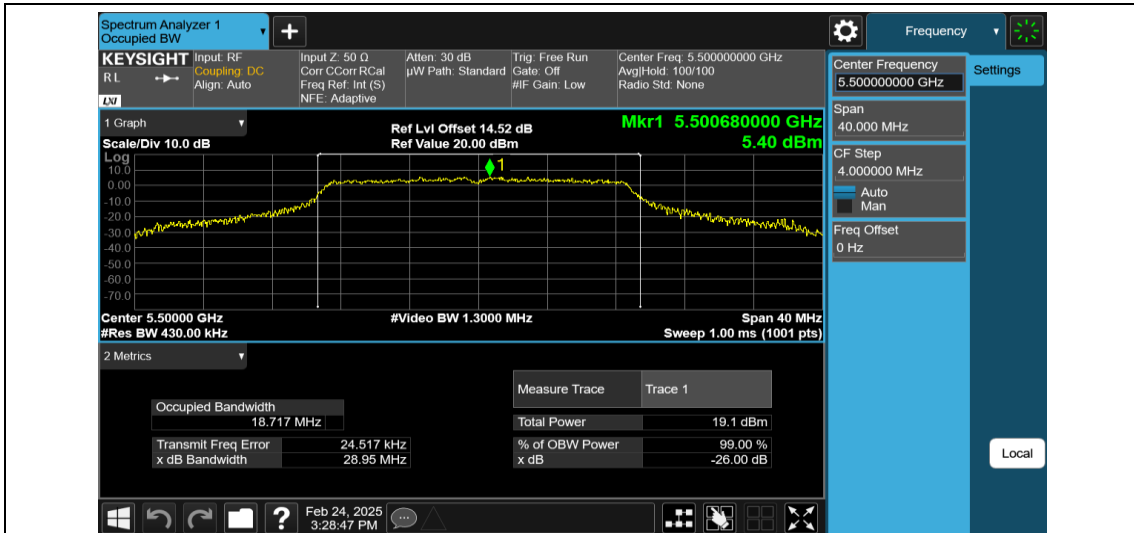 Spectrum Analyzer 1
Occupied BW
Frequency
KEYSIGHT
R L
LXI
Input: RF
Coupling: DC
Align: Auto
Input Z: 50 Ω
Corr CCorr RCal
Freq Ref: Int (S)
NFE: Adaptive
Atten: 30 dB
µW Path: Standard
Trig: Free Run
Gate: Off
#IF Gain: Low
Center Freq: 5.500000000 GHz
Avg|Hold: 100/100
Radio Std: None
Center Frequency
5.500000000 GHz
Settings
Span
40.000 MHz
CF Step
4.000000 MHz
Auto
Man
Freq Offset
0 Hz
1 Graph
Scale/Div 10.0 dB
Ref Lvl Offset 14.52 dB
Ref Value 20.00 dBm
Mkr1 5.500680000 GHz
5.40 dBm
Log
10.0
0.00
-10.0
-20.0
-30.0
-40.0
-50.0
-60.0
-70.0
1
Center 5.50000 GHz
#Video BW 1.3000 MHz
Span 40 MHz
#Res BW 430.00 kHz
Sweep 1.00 ms (1001 pts)
2 Metrics
Measure Trace Trace 1
Occupied Bandwidth
18.717 MHz
Total Power 19.1 dBm
Transmit Freq Error 24.517 kHz
% of OBW Power 99.00 %
x dB Bandwidth 28.95 MHz
x dB -26.00 dB
Local
Feb 24, 2025
3:28:47 PM